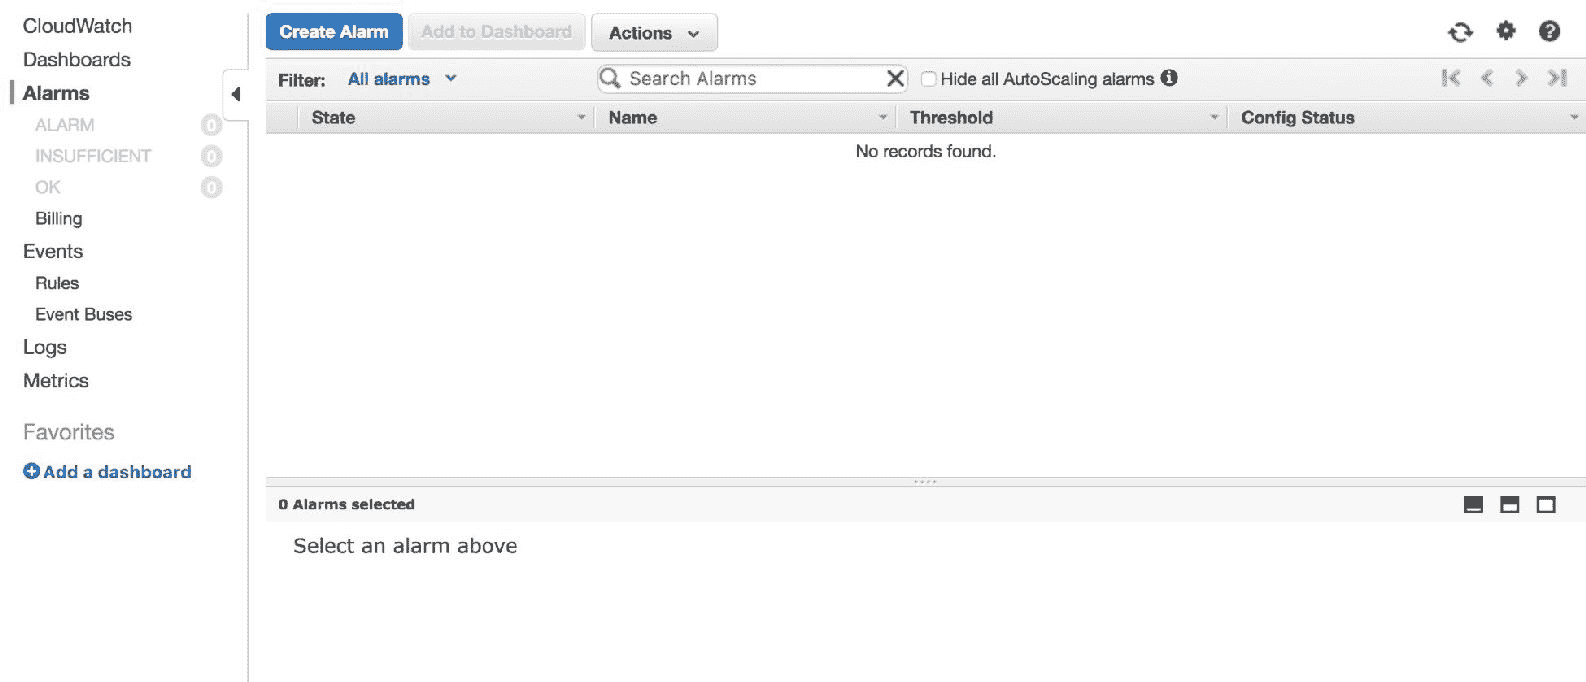 CloudWatch
Dashboards
Alarms
ALARM 0
INSUFFICIENT 0
OK 0
Billing
Events
Rules
Event Buses
Logs
Metrics
Favorites
Add a dashboard
Create Alarm Add to Dashboard Actions
Filter: All alarms Search Alarms Hide all AutoScaling alarms
State Name Threshold Config Status
No records found.
0 Alarms selected
Select an alarm above